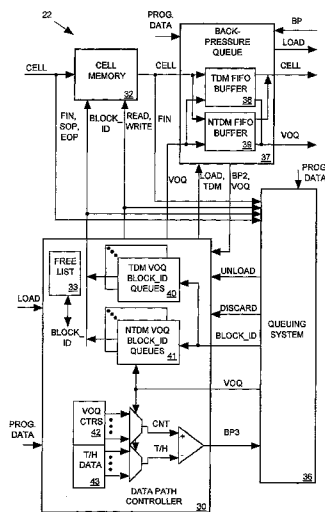 22
PROG.
DATA
BACK-
PRESSURE
QUEUE
BP
LOAD
CELL
CELL
MEMORY
32
CELL
TDM FIFO
BUFFER
38
CELL
FIN,
SOP,
EOP
BLOCK_
ID
READ,
WRITE
FIN
NTDM FIFO
BUFFER
39
VOQ
37
VOQ
LOAD,
TDM
BP2,
VOQ
PROG.
DATA
FREE
LIST
33
TDM VOQ
BLOCK_ID
QUEUES
40
UNLOAD
LOAD
DISCARD
QUEUING
SYSTEM
BLOCK_
ID
NTDM VOQ
BLOCK_ID
QUEUES
41
BLOCK_ID
VOQ
PROG.
DATA
VOQ
CTRS
42
CNT
T/H
DATA
43
T/H
+
-
BP3
36
DATA PATH
CONTROLLER
30